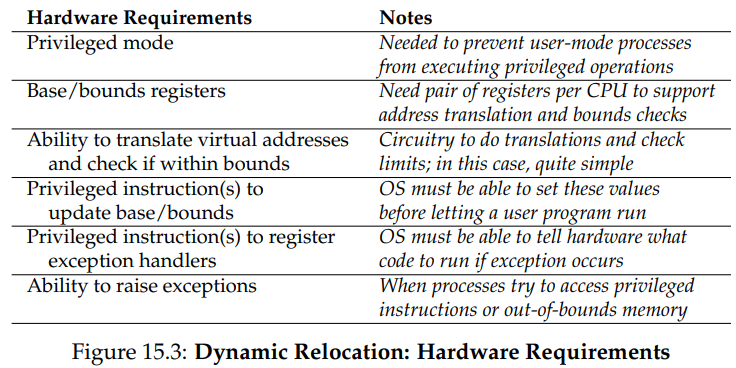 Hardware Requirements Notes
Privileged mode Needed to prevent user-mode processes
from executing privileged operations
Base/bounds registers Need pair of registers per CPU to support
address translation and bounds checks
Ability to translate virtual addresses Circuitry to do translations and check
and check if within bounds limits; in this case, quite simple
Privileged instruction(s) to OS must be able to set these values
update base/bounds before letting a user program run
Privileged instruction(s) to register OS must be able to tell hardware what
exception handlers code to run if exception occurs
Ability to raise exceptions When processes try to access privileged
instructions or out-of-bounds memory
Figure 15.3: Dynamic Relocation: Hardware Requirements